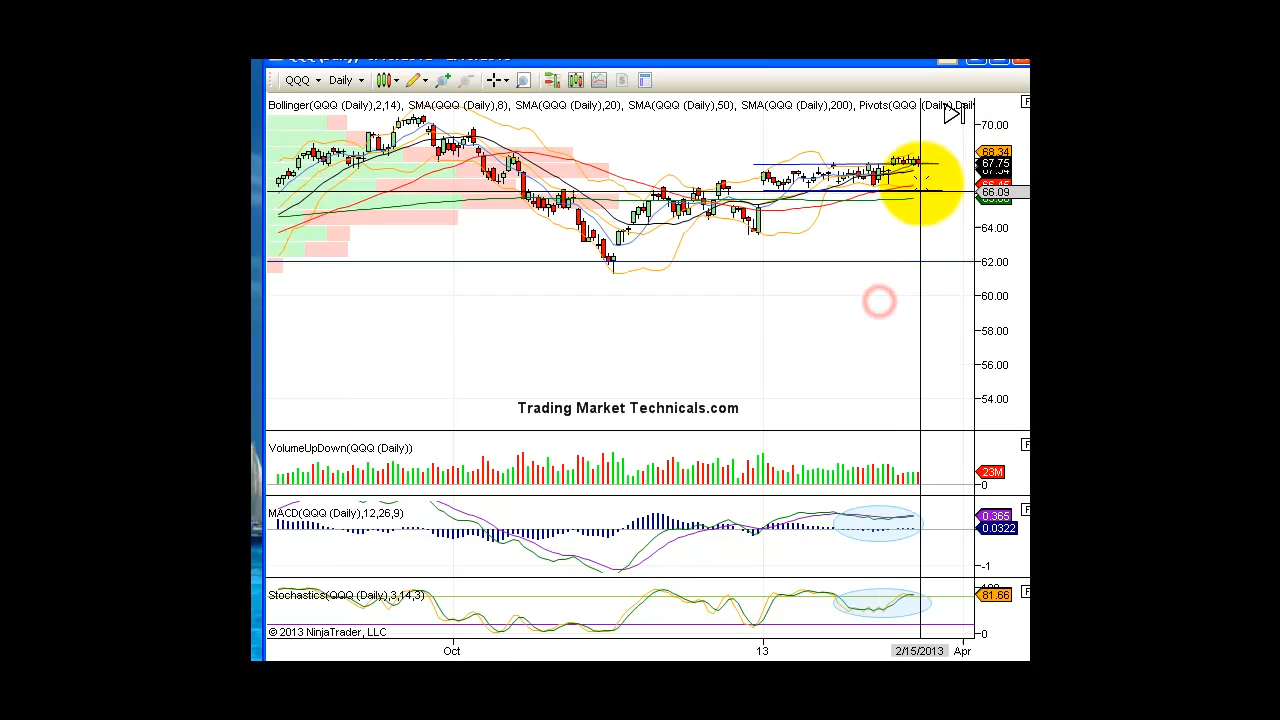 QQQ Daily
Bollinger(QQQ (Daily),2,14), SMA(QQQ (Daily),8), SMA(QQQ (Daily),20), SMA(QQQ (Daily),50), SMA(QQQ (Daily),200), Pivots(QQQ (Daily),Dail
70.00
68.34
67.75
66.09
64.00
62.00
60.00
58.00
56.00
54.00
Trading Market Technicals.com
VolumeUpDown(QQQ (Daily))
23M
0
MACD(QQQ (Daily),12,26,9)
0.365
0.0322
-1
Stochastics(QQQ (Daily),3,14,3)
81.66
0
© 2013 NinjaTrader, LLC
Oct 13 2/15/2013 Apr